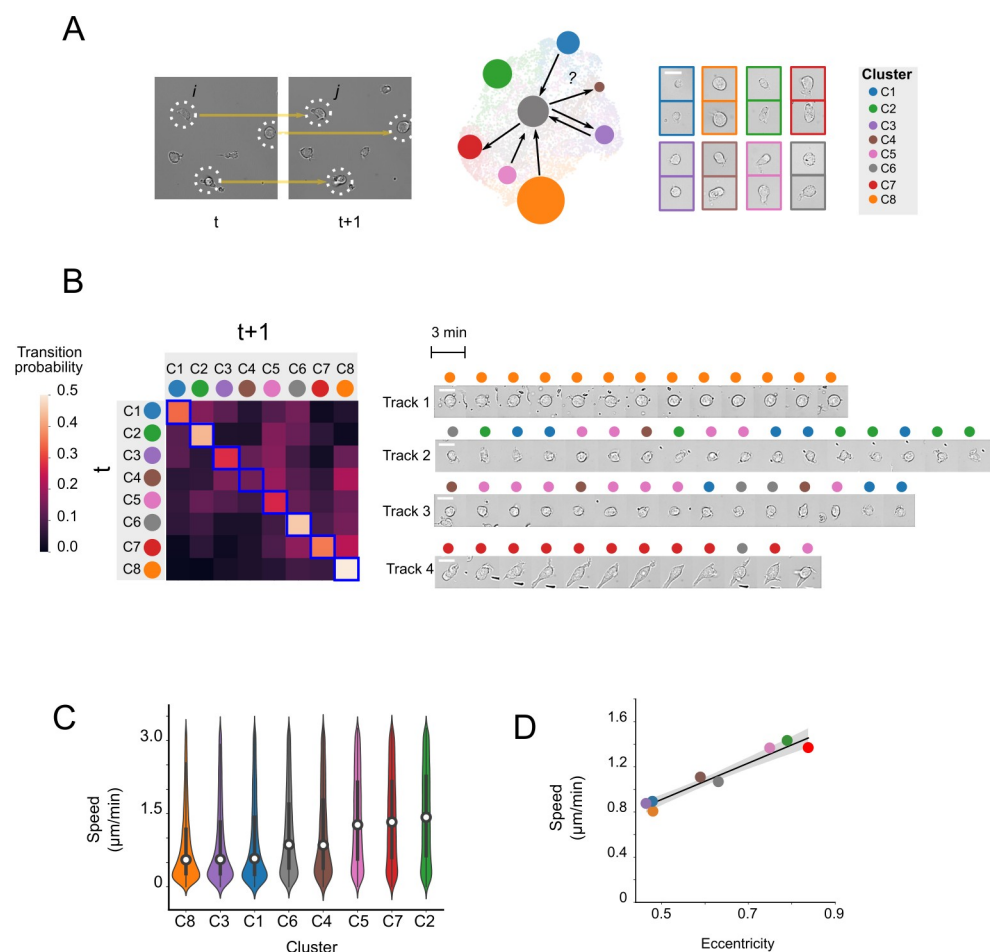 A
i
j
t
t+1
?
Cluster
C1
C2
C3
C4
C5
C6
C7
C8
B
t+1
3 min
Transition
probability
0.5
0.4
0.3
0.2
0.1
0.0
C1 C2 C3 C4 C5 C6 C7 C8
t
C1
C2
C3
C4
C5
C6
C7
C8
Track 1
Track 2
Track 3
Track 4
C
Speed
(µm/min)
3.0
1.5
0
C8 C3 C1 C6 C4 C5 C7 C2
Cluster
D
Speed
(µm/min)
1.6
1.2
0.8
0.4
0
0.5 0.7 0.9
Eccentricity